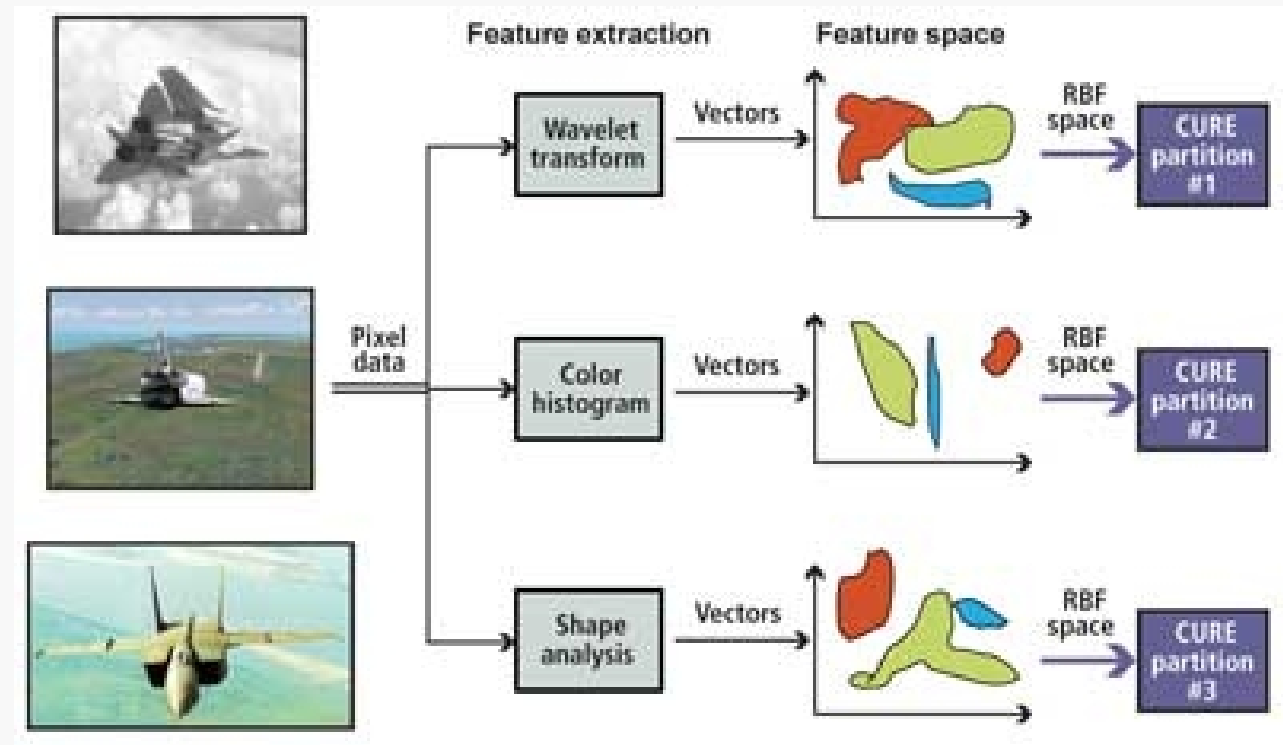 Feature extraction
Feature space
Pixel
data
Wavelet
transform
Vectors
RBF
space
CURE
partition
#1
Color
histogram
Vectors
RBF
space
CURE
partition
#2
Shape
analysis
Vectors
RBF
space
CURE
partition
#3